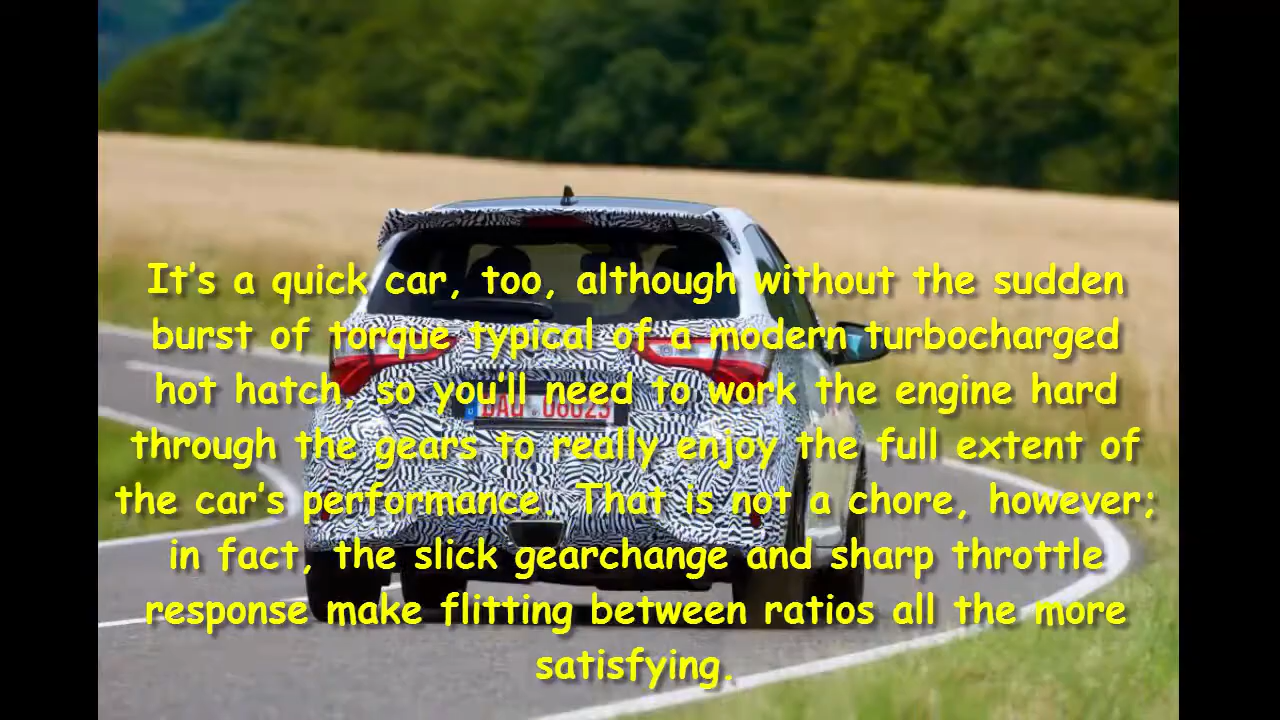 It's a quick car, too, although without the sudden
burst of torque typical of a modern turbocharged
hot hatch, so you'll need to work the engine hard
through the gears to really enjoy the full extent of
the car's performance. That is not a chore, however;
in fact, the slick gearchange and sharp throttle
response make flitting between ratios all the more
satisfying.